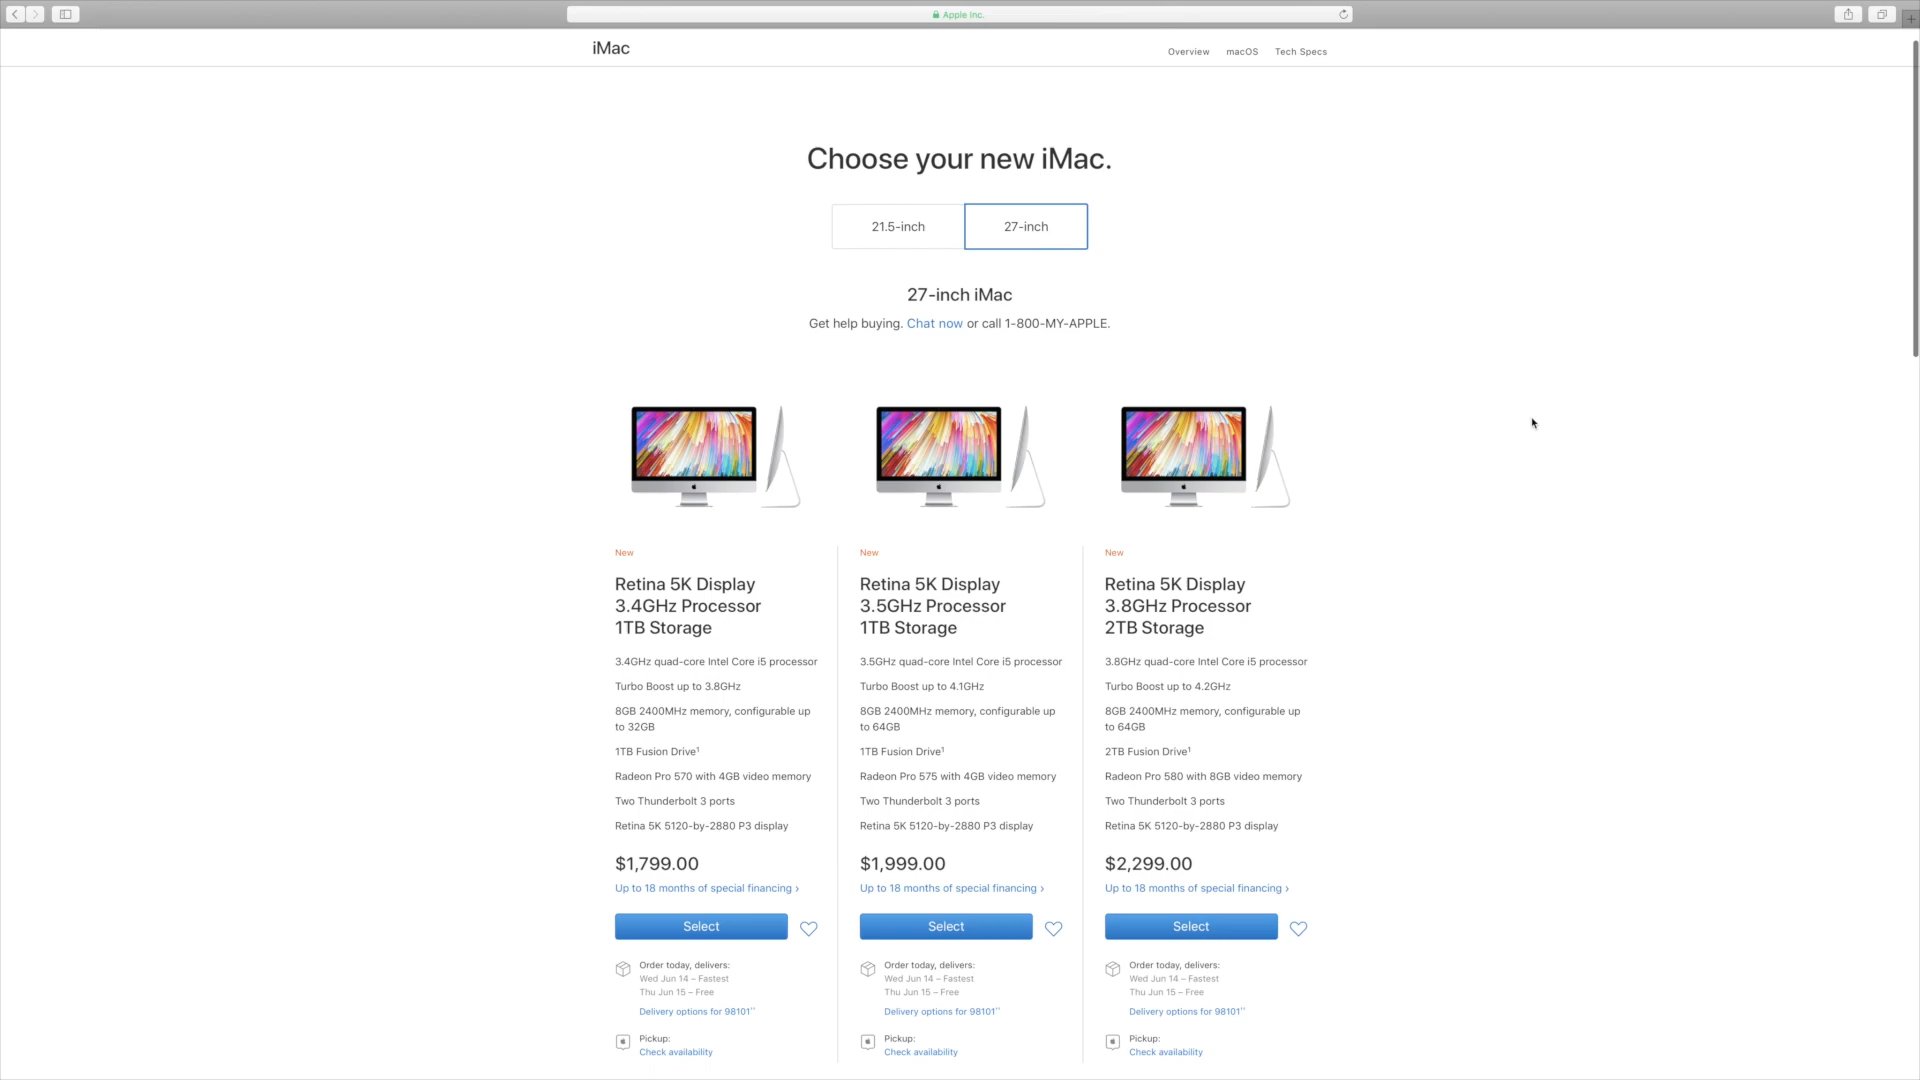 Apple Inc.
iMac
Overview
macOS
Tech Specs
Choose your new iMac.
21.5-inch
27-inch
27-inch iMac
Get help buying. Chat now or call 1-800-MY-APPLE.
New
Retina 5K Display
3.4GHz Processor
1TB Storage
3.4GHz quad-core Intel Core i5 processor
Turbo Boost up to 3.8GHz
8GB 2400MHz memory, configurable up
to 32GB
1TB Fusion Drive¹
Radeon Pro 570 with 4GB video memory
Two Thunderbolt 3 ports
Retina 5K 5120-by-2880 P3 display
$1,799.00
Up to 18 months of special financing ›
Select
Order today, delivers:
Wed Jun 14 – Fastest
Thu Jun 15 – Free
Delivery options for 98101**
Pickup:
Check availability
New
Retina 5K Display
3.5GHz Processor
1TB Storage
3.5GHz quad-core Intel Core i5 processor
Turbo Boost up to 4.1GHz
8GB 2400MHz memory, configurable up
to 64GB
1TB Fusion Drive¹
Radeon Pro 575 with 4GB video memory
Two Thunderbolt 3 ports
Retina 5K 5120-by-2880 P3 display
$1,999.00
Up to 18 months of special financing ›
Select
Order today, delivers:
Wed Jun 14 – Fastest
Thu Jun 15 – Free
Delivery options for 98101**
Pickup:
Check availability
New
Retina 5K Display
3.8GHz Processor
2TB Storage
3.8GHz quad-core Intel Core i5 processor
Turbo Boost up to 4.2GHz
8GB 2400MHz memory, configurable up
to 64GB
2TB Fusion Drive¹
Radeon Pro 580 with 8GB video memory
Two Thunderbolt 3 ports
Retina 5K 5120-by-2880 P3 display
$2,299.00
Up to 18 months of special financing ›
Select
Order today, delivers:
Wed Jun 14 – Fastest
Thu Jun 15 – Free
Delivery options for 98101**
Pickup:
Check availability